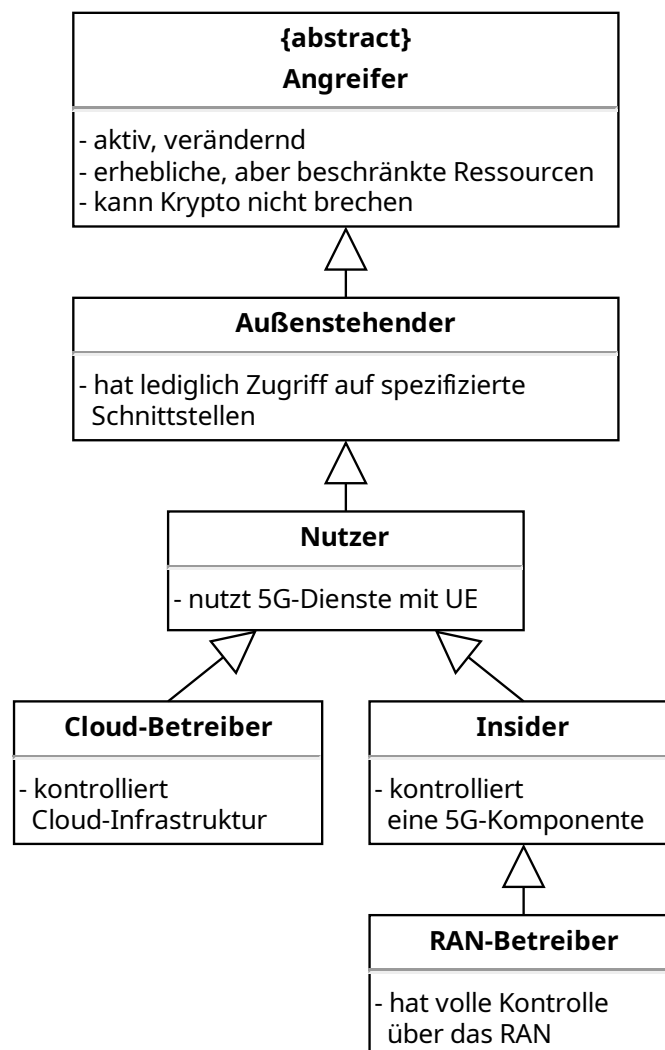 {abstract}
Angreifer
- aktiv, verändernd
- erhebliche, aber beschränkte Ressourcen
- kann Krypto nicht brechen
Außenstehender
- hat lediglich Zugriff auf spezifizierte
Schnittstellen
Nutzer
- nutzt 5G-Dienste mit UE
Cloud-Betreiber
- kontrolliert
Cloud-Infrastruktur
Insider
- kontrolliert
eine 5G-Komponente
RAN-Betreiber
- hat volle Kontrolle
über das RAN